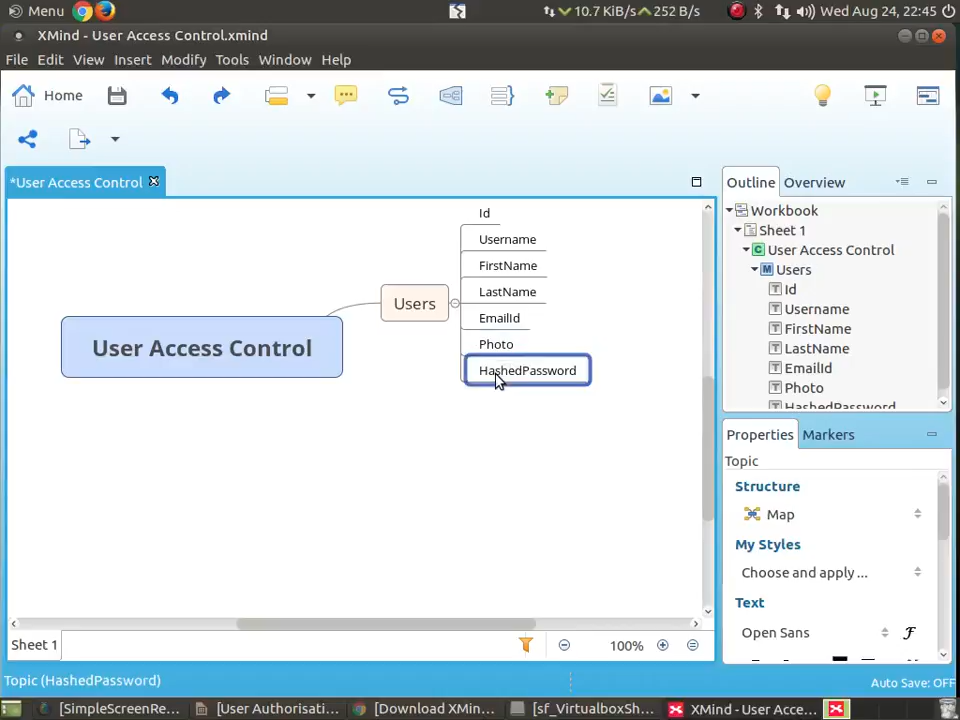 Menu
10.7 KiB/s 252 B/s
Wed Aug 24, 22:45
XMind - User Access Control.xmind
File Edit View Insert Modify Tools Window Help
Home
*User Access Control
Outline Overview
Workbook
Sheet 1
User Access Control
Users
Id
Username
FirstName
LastName
EmailId
Photo
HashedPassword
Id
Username
FirstName
LastName
EmailId
Photo
HashedPassword
Users
User Access Control
Properties Markers
Topic
Structure
Map
My Styles
Choose and apply ...
Text
Open Sans
Sheet 1
100%
Topic (HashedPassword)
Auto Save: OFF
[SimpleScreenRe... [User Authorisati... [Download XMin... [sf_VirtualboxSh... XMind - User Acce...